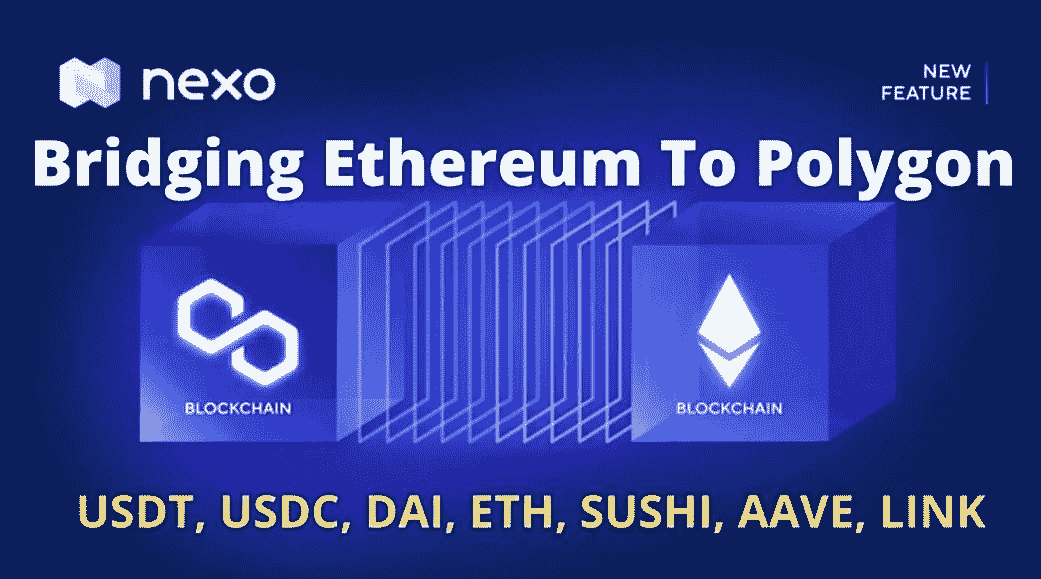 nexo
NEW
FEATURE
Bridging Ethereum To Polygon
BLOCKCHAIN
BLOCKCHAIN
USDT, USDC, DAI, ETH, SUSHI, AAVE, LINK